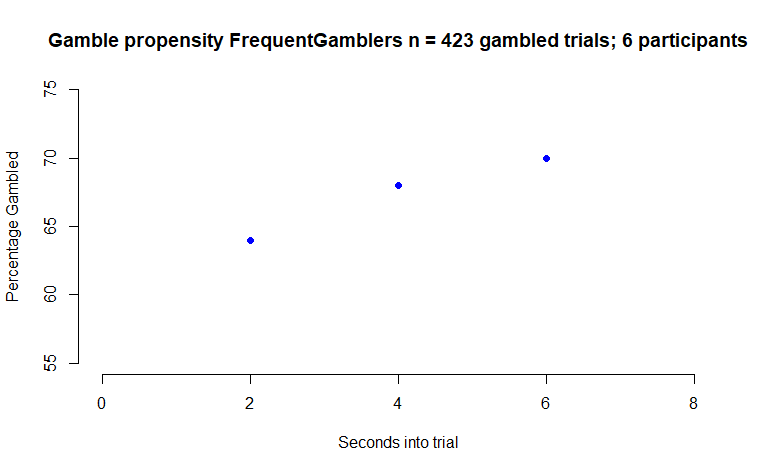 Gamble propensity FrequentGamblers n = 423 gambled trials; 6 participants
75
70
65
60
55
Percentage Gambled
0 2 4 6 8
Seconds into trial